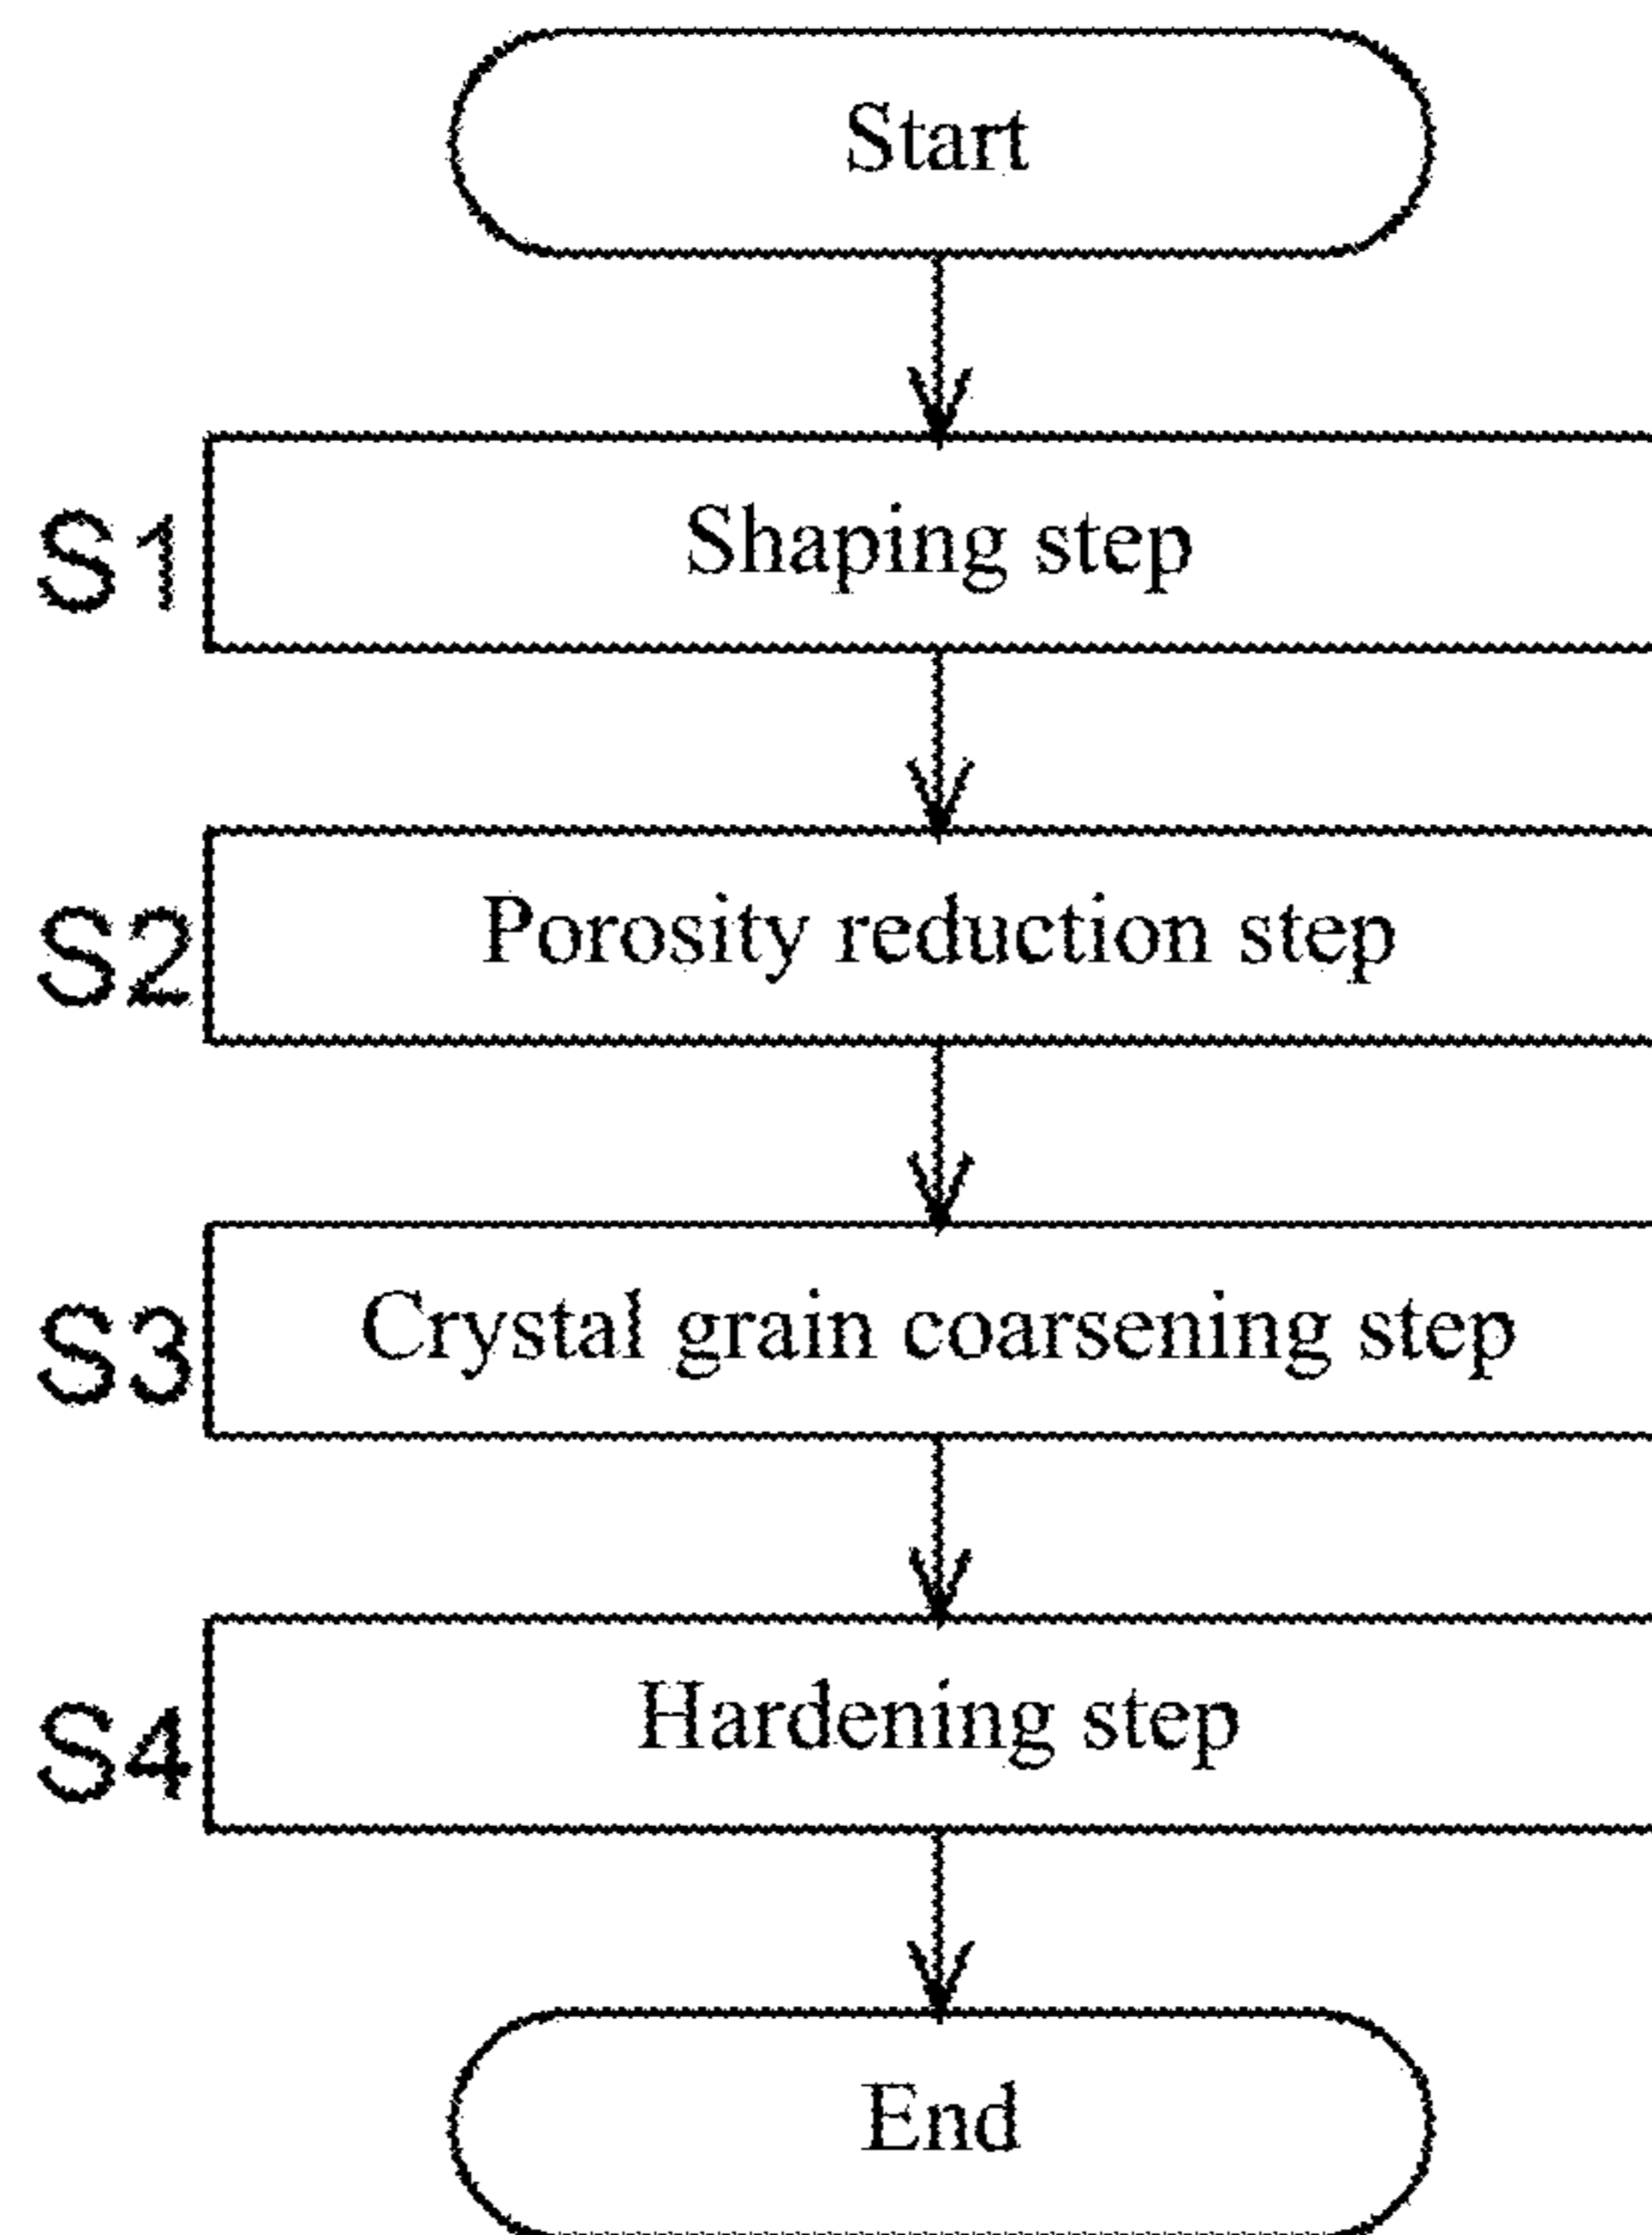 Start
S1 Shaping step
S2 Porosity reduction step
S3 Crystal grain coarsening step
S4 Hardening step
End